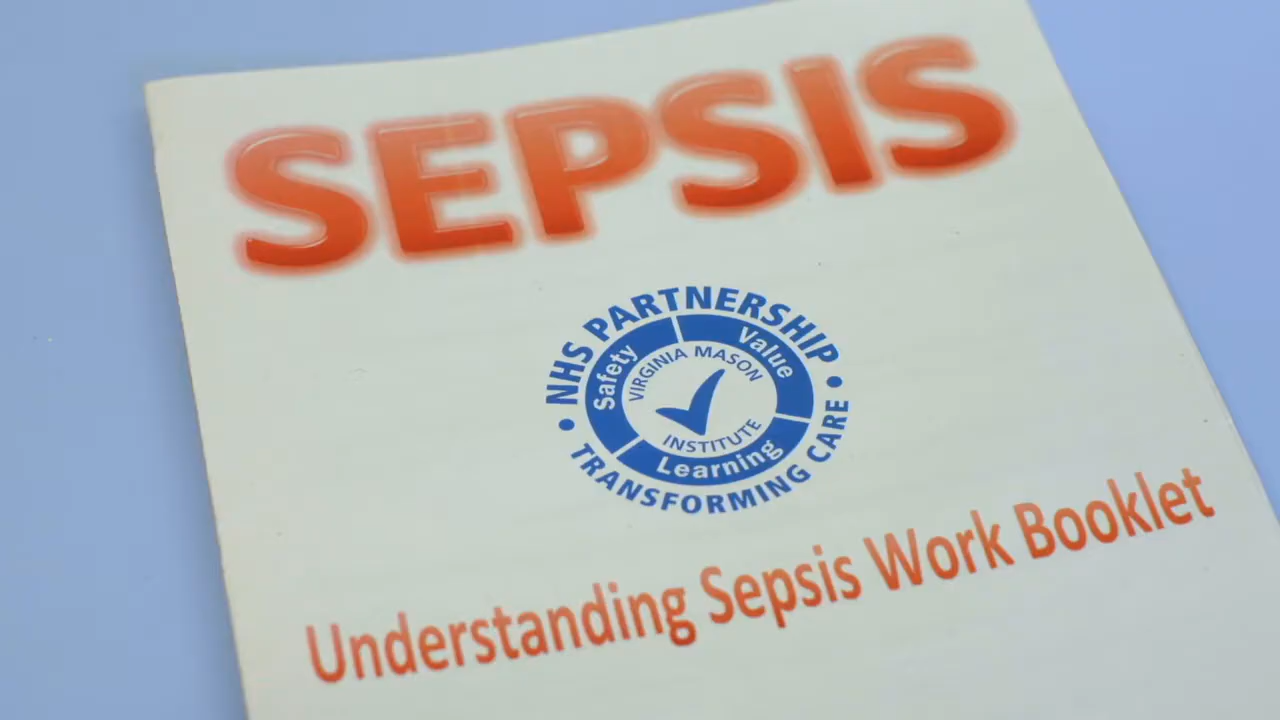 SEPSIS
NHS PARTNERSHIP
Safety
Value
VIRGINIA MASON
INSTITUTE
Learning
• TRANSFORMING CARE •
Understanding Sepsis Work Booklet